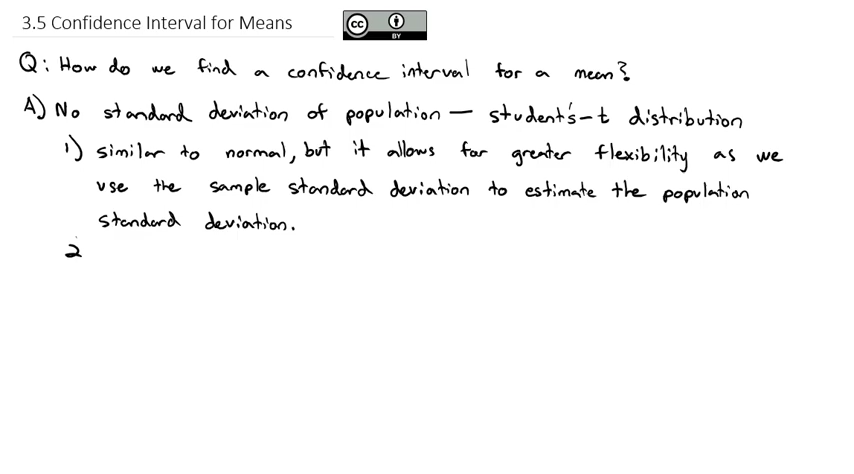 3.5 Confidence Interval for Means
cc BY
Q: How do we find a confidence interval for a mean?
A) No standard deviation of population — student's-t distribution
1) similar to normal, but it allows for greater flexibility as we
use the sample standard deviation to estimate the population
standard deviation.
2